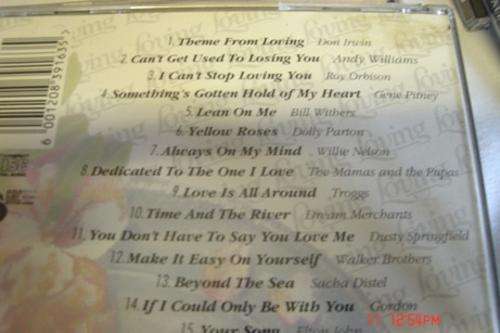 1. Theme From Loving Don Irwin
2. Can't Get Used To Losing You Andy Williams
3. I Can't Stop Loving You Roy Orbison
4. Something's Gotten Hold of My Heart Gene Pitney
5. Lean On Me Bill Withers
6. Yellow Roses Dolly Parton
7. Always On My Mind Willie Nelson
8. Dedicated To The One I Love The Mamas and the Papas
9. Love Is All Around Troggs
10. Time And The River Dream Merchants
11. You Don't Have To Say You Love Me Dusty Springfield
12. Make It Easy On Yourself Walker Brothers
13. Beyond The Sea Sacha Distel
14. If I Could Only Be With You Gordon
15. Your Song Elton John
6 001208 391635
12:54PM
loving